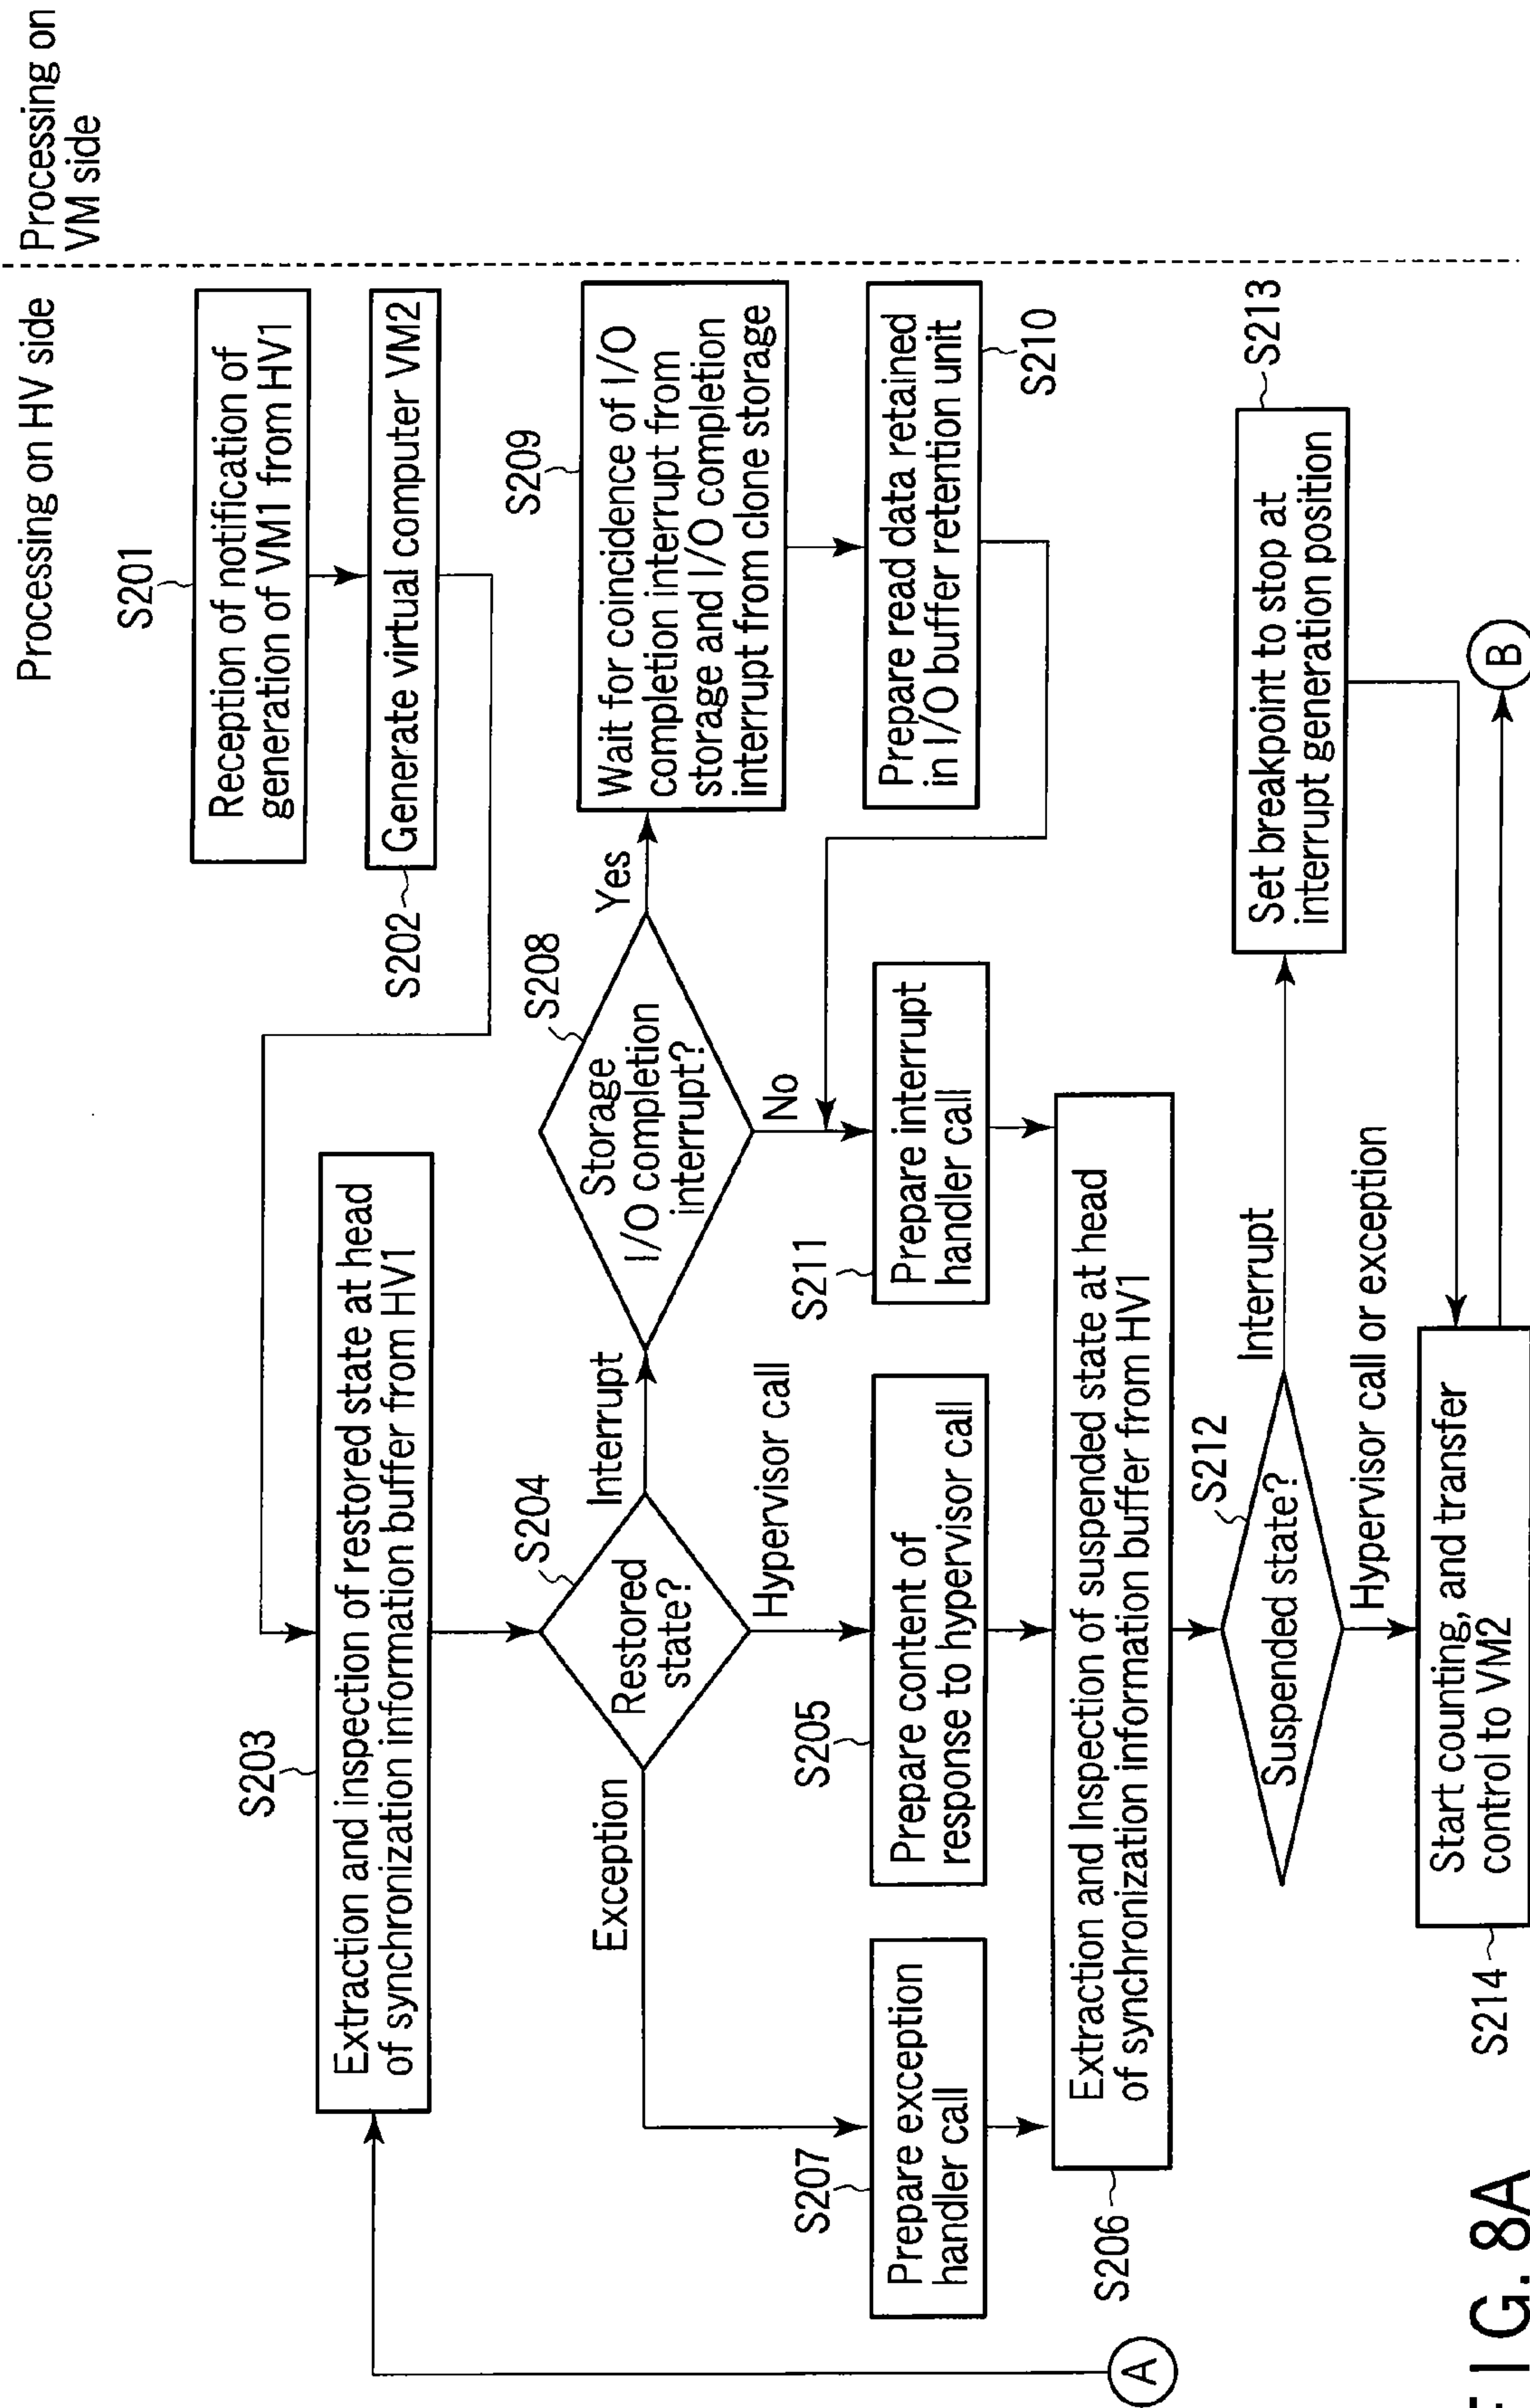 Processing on HV side
Processing on
VM side
S201
Reception of notification of
generation of VM1 from HV1
S202
Generate virtual computer VM2
S203
Extraction and inspection of restored state at head
of synchronization information buffer from HV1
S204
Restored
state?
Exception
Interrupt
Hypervisor call
S208
Storage
I/O completion
interrupt?
Yes
No
S209
Wait for coincidence of I/O
completion interrupt from
storage and I/O completion
interrupt from clone storage
S207
Prepare exception
handler call
S205
Prepare content of
response to hypervisor call
S211
Prepare interrupt
handler call
Prepare read data retained
in I/O buffer retention unit
S210
S206
Extraction and Inspection of suspended state at head
of synchronization information buffer from HV1
S212
Suspended state?
Interrupt
Hypervisor call or exception
S213
Set breakpoint to stop at
interrupt generation position
S214
Start counting, and transfer
control to VM2
A
B
FIG. 8A